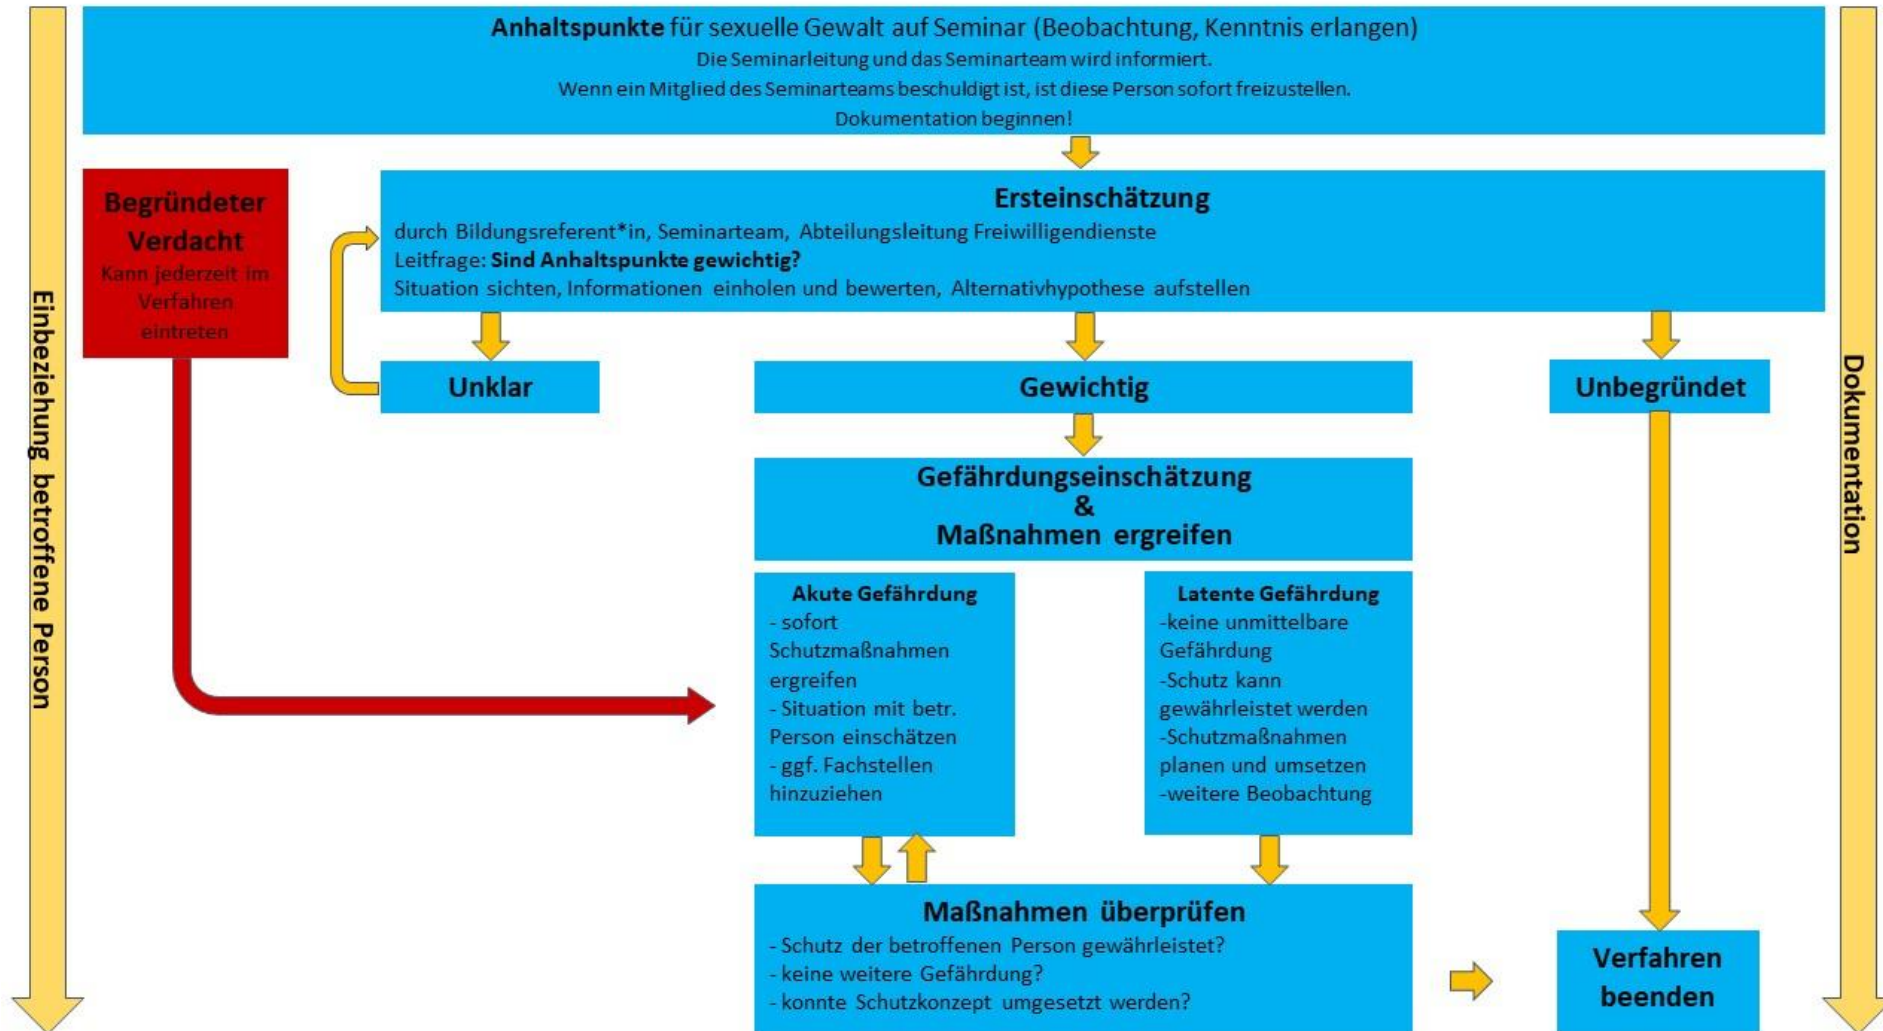 Anhaltspunkte für sexuelle Gewalt auf Seminar (Beobachtung, Kenntnis erlangen)
Die Seminarleitung und das Seminarteam wird informiert.
Wenn ein Mitglied des Seminarteams beschuldigt ist, ist diese Person sofort freizustellen.
Dokumentation beginnen!
Einbeziehung betroffene Person
Begründeter
Verdacht
Kann jederzeit im
Verfahren
eintreten
Ersteinschätzung
durch Bildungsreferent*in, Seminarteam, Abteilungsleitung Freiwilligendienste
Leitfrage: Sind Anhaltspunkte gewichtig?
Situation sichten, Informationen einholen und bewerten, Alternativhypothese aufstellen
Unklar
Gewichtig
Unbegründet
Gefährdungseinschätzung
&
Maßnahmen ergreifen
Akute Gefährdung
- sofort
Schutzmaßnahmen
ergreifen
- Situation mit betr.
Person einschätzen
- ggf. Fachstellen
hinzuziehen
Latente Gefährdung
-keine unmittelbare
Gefährdung
-Schutz kann
gewährleistet werden
-Schutzmaßnahmen
planen und umsetzen
-weitere Beobachtung
Maßnahmen überprüfen
- Schutz der betroffenen Person gewährleistet?
- keine weitere Gefährdung?
- konnte Schutzkonzept umgesetzt werden?
Verfahren
beenden
Dokumentation